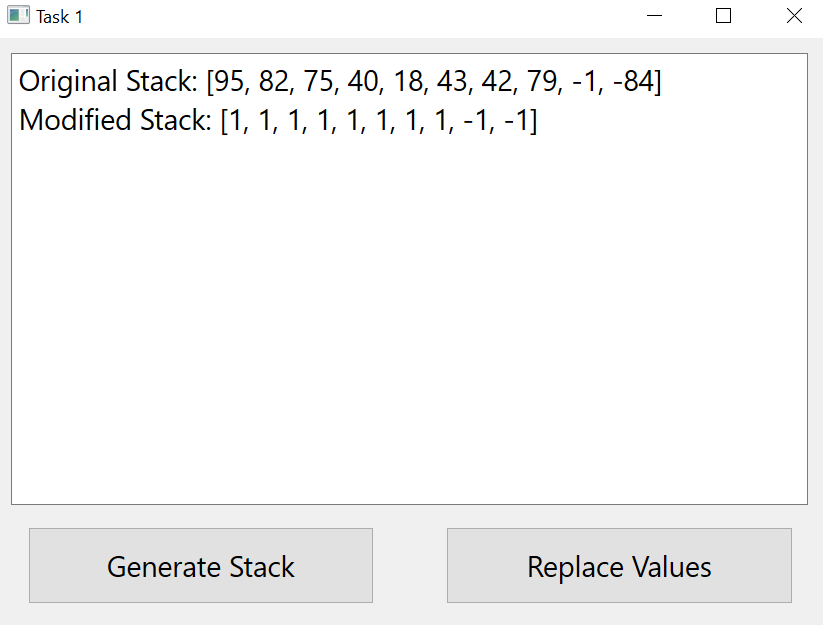 Task 1
Original Stack: [95, 82, 75, 40, 18, 43, 42, 79, -1, -84]
Modified Stack: [1, 1, 1, 1, 1, 1, 1, 1, -1, -1]
Generate Stack
Replace Values